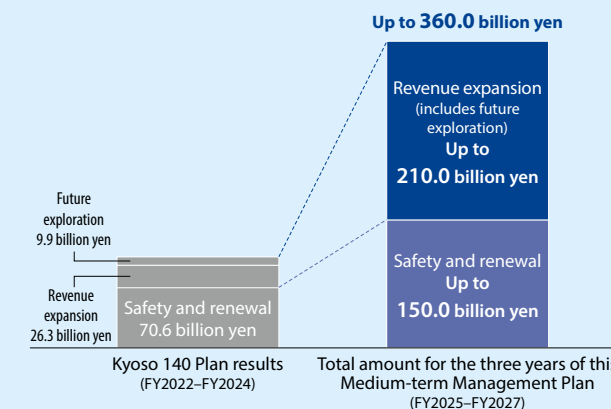 Up to 360.0 billion yen
Revenue expansion
(includes future
exploration)
Up to
210.0 billion yen
Future
exploration
9.9 billion yen
Revenue
expansion
26.3 billion yen
Safety and renewal
70.6 billion yen
Safety and renewal
Up to
150.0 billion yen
Kyoso 140 Plan results
(FY2022–FY2024)
Total amount for the three years of this
Medium-term Management Plan
(FY2025–FY2027)